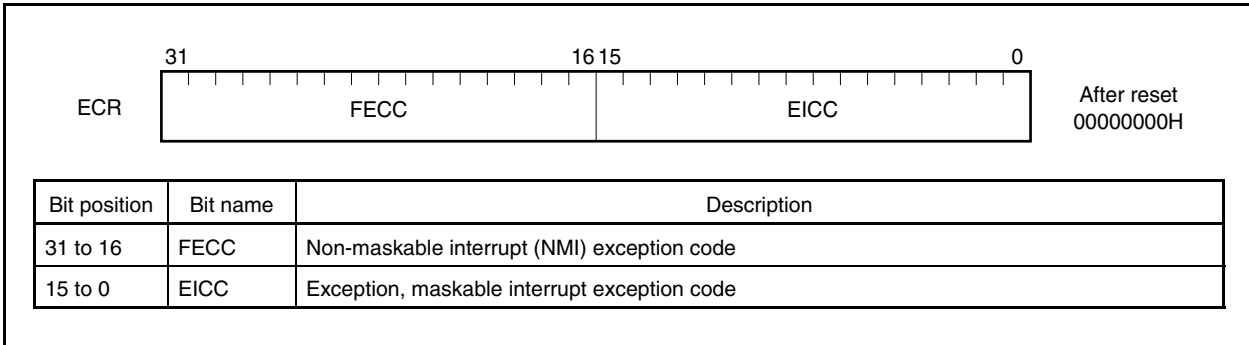 31 16 15 0
ECR FECC EICC After reset
00000000H
Bit position Bit name Description
31 to 16 FECC Non-maskable interrupt (NMI) exception code
15 to 0 EICC Exception, maskable interrupt exception code